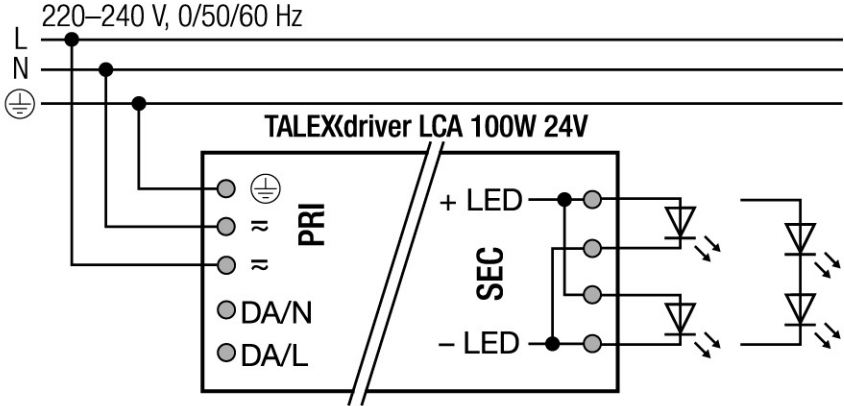 220–240 V, 0/50/60 Hz
L
N
TALEXXdriver LCA 100W 24V
PRI
≂
≂
DA/N
DA/L
+ LED
SEC
– LED